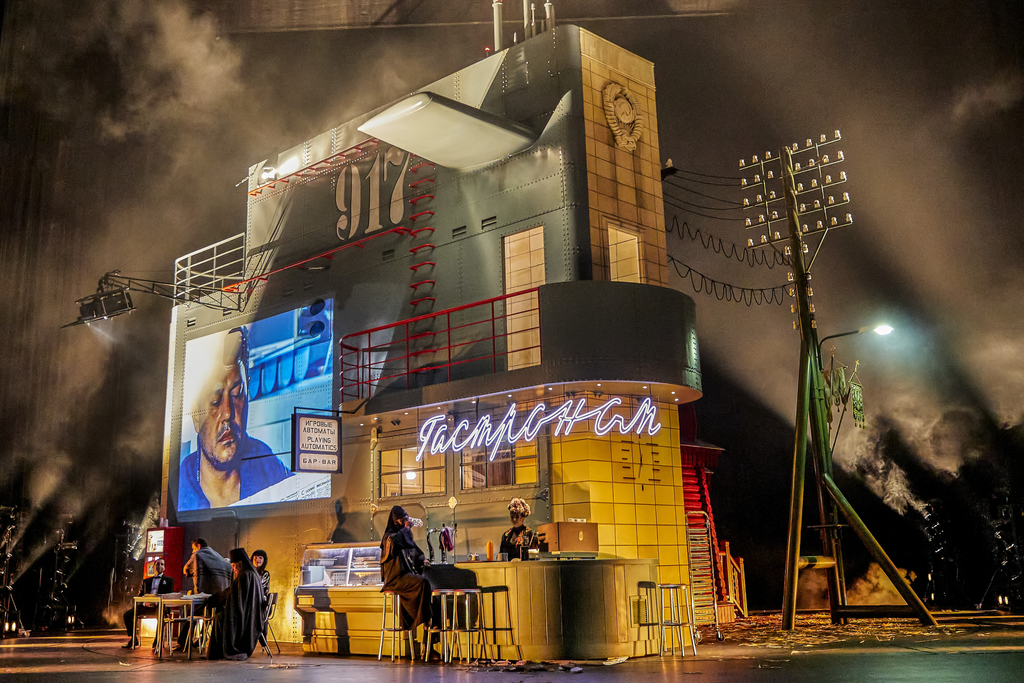 917
Гастроном
ИГРОВЫЕ
АВТОМАТЫ
PLAYING
AUTOMATICS
БАР-BAR